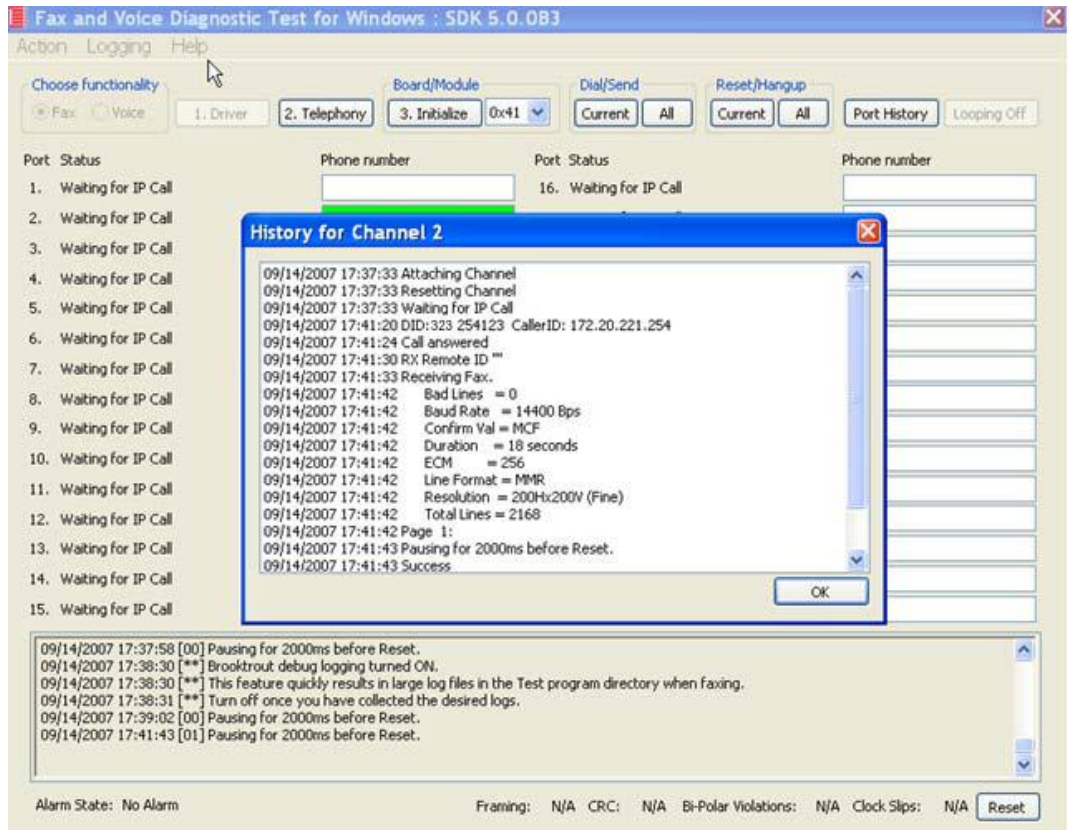 Fax and Voice Diagnostic Test for Windows : SDK 5.0.0B3
Action Logging Help
Choose functionality Board/Module Dial/Send Reset/Hangup
Fax Voice 1. Driver 2. Telephony 3. Initialize 0x41 Current All Current All Port History Looping Off
Port Status Phone number Port Status Phone number
1. Waiting for IP Call 16. Waiting for IP Call
2. Waiting for IP Call
3. Waiting for IP Call
4. Waiting for IP Call
5. Waiting for IP Call
6. Waiting for IP Call
7. Waiting for IP Call
8. Waiting for IP Call
9. Waiting for IP Call
10. Waiting for IP Call
11. Waiting for IP Call
12. Waiting for IP Call
13. Waiting for IP Call
14. Waiting for IP Call
15. Waiting for IP Call
History for Channel 2
09/14/2007 17:37:33 Attaching Channel
09/14/2007 17:37:33 Resetting Channel
09/14/2007 17:37:33 Waiting for IP Call
09/14/2007 17:41:20 DID:323 254123 CallerID: 172.20.221.254
09/14/2007 17:41:24 Call answered
09/14/2007 17:41:30 RX Remote ID ""
09/14/2007 17:41:33 Receiving Fax.
09/14/2007 17:41:42 Bad Lines = 0
09/14/2007 17:41:42 Baud Rate = 14400 Bps
09/14/2007 17:41:42 Confirm Val = MCF
09/14/2007 17:41:42 Duration = 18 seconds
09/14/2007 17:41:42 ECM = 256
09/14/2007 17:41:42 Line Format = MMR
09/14/2007 17:41:42 Resolution = 200Hx200V (Fine)
09/14/2007 17:41:42 Total Lines = 2168
09/14/2007 17:41:42 Page 1:
09/14/2007 17:41:43 Pausing for 2000ms before Reset.
09/14/2007 17:41:43 Success
OK
09/14/2007 17:37:58 [00] Pausing for 2000ms before Reset.
09/14/2007 17:38:30 [**] Brooktrout debug logging turned ON.
09/14/2007 17:38:30 [**] This feature quickly results in large log files in the Test program directory when faxing.
09/14/2007 17:38:31 [**] Turn off once you have collected the desired logs.
09/14/2007 17:39:02 [00] Pausing for 2000ms before Reset.
09/14/2007 17:41:43 [01] Pausing for 2000ms before Reset.
Alarm State: No Alarm Framing: N/A CRC: N/A Bi-Polar Violations: N/A Clock Slips: N/A Reset